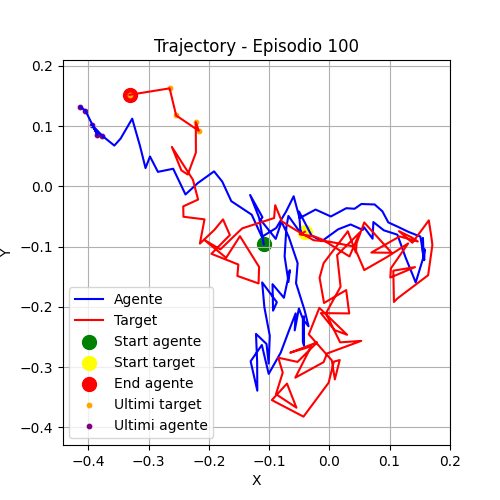 Trajectory - Episodio 100
0.2
0.1
0.0
−0.1
−0.2
−0.3
−0.4
Y
Agente
Target
Start agente
Start target
End agente
Ultimi target
Ultimi agente
−0.4 −0.3 −0.2 −0.1 0.0 0.1 0.2
X